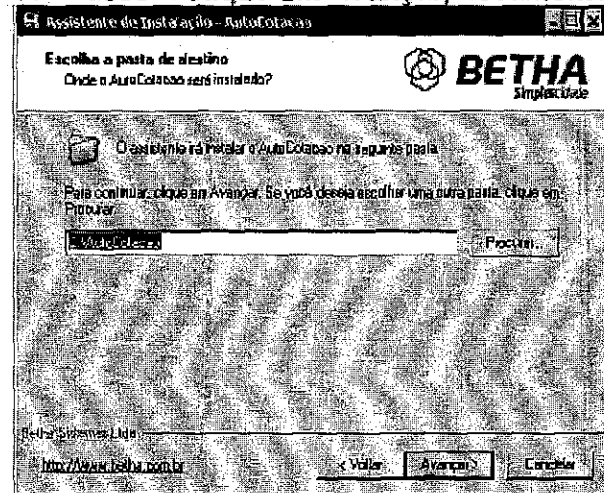 Assistente de Instalação - AutoCotacao
Escolha a pasta de destino
Onde o AutoCotacao será instalado?
BETHA
Simplicidade
O assistente irá instalar o AutoCotacao na seguinte pasta.
Para continuar, clique em Avançar. Se você deseja escolher uma outra pasta, clique em
Procurar.
Procurar...
Betha Sistemas Ltda
http://www.betha.com.br
< Voltar
Avançar >
Cancelar